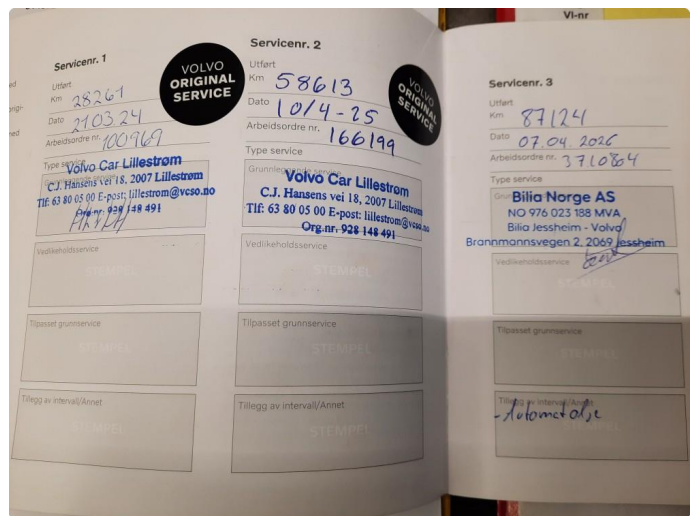 Vi-nr
Servicenr. 1
Utført
Km 28261
Dato 21.03.24
Arbeidsordre nr. 100969
Type service
VOLVO
ORIGINAL
SERVICE
Volvo Car Lillestrøm
C.J. Hansens vei 18, 2007 Lillestrøm
Tlf: 63 80 05 00 E-post: lillestrom@vcso.no
Org.nr. 928 148 491
Vedlikeholdsservice
STEMPEL
Tilpasset grunnservice
STEMPEL
Tillegg av intervall/Annet
STEMPEL
Servicenr. 2
Utført
Km 58613
Dato 10/4-25
Arbeidsordre nr. 166199
Type service
VOLVO
ORIGINAL
SERVICE
Grunnleggende service
Volvo Car Lillestrøm
C.J. Hansens vei 18, 2007 Lillestrøm
Tlf: 63 80 05 00 E-post: lillestrom@vcso.no
Org.nr. 928 148 491
Vedlikeholdsservice
STEMPEL
Tilpasset grunnservice
STEMPEL
Tillegg av intervall/Annet
STEMPEL
Servicenr. 3
Utført
Km 87124
Dato 07.04.2026
Arbeidsordre nr. 3710864
Type service
Bilia Norge AS
NO 976 023 188 MVA
Bilia Jessheim - Volvo
Brannmannsvegen 2, 2069 Jessheim
Vedlikeholdsservice
STEMPEL
Tilpasset grunnservice
STEMPEL
Tillegg av intervall/Annet
- Automatolje
STEMPEL